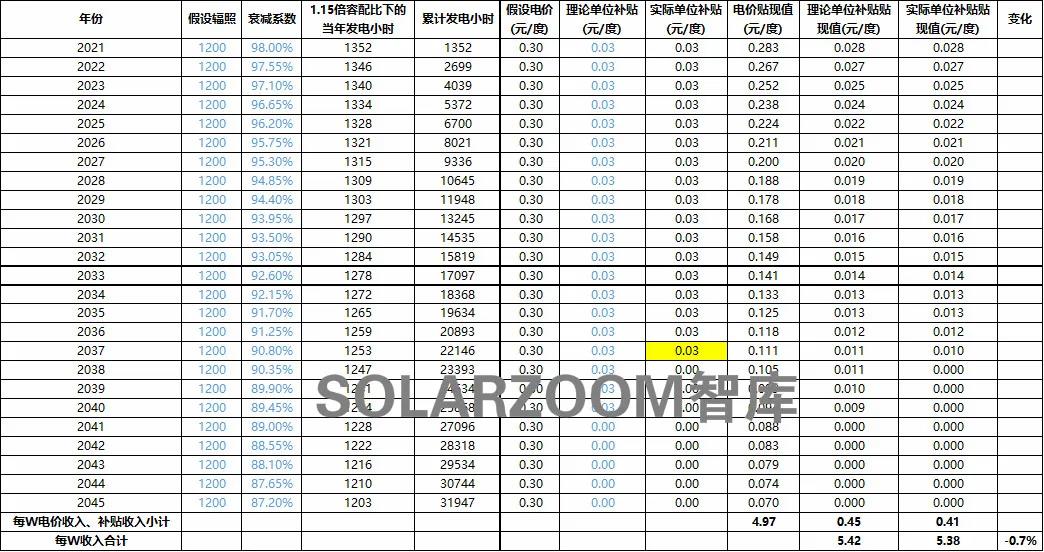 年份 假设辐照 衰减系数 1.15倍容配比下的当年发电小时 累计发电小时 假设电价(元/度) 理论单位补贴(元/度) 实际单位补贴(元/度) 电价贴现值(元/度) 理论单位补贴贴现值(元/度) 实际单位补贴贴现值(元/度) 变化
2021 1200 98.00% 1352 1352 0.30 0.03 0.03 0.283 0.028 0.028
2022 1200 97.55% 1346 2699 0.30 0.03 0.03 0.267 0.027 0.027
2023 1200 97.10% 1340 4039 0.30 0.03 0.03 0.252 0.025 0.025
2024 1200 96.65% 1334 5372 0.30 0.03 0.03 0.238 0.024 0.024
2025 1200 96.20% 1328 6700 0.30 0.03 0.03 0.224 0.022 0.022
2026 1200 95.75% 1321 8021 0.30 0.03 0.03 0.211 0.021 0.021
2027 1200 95.30% 1315 9336 0.30 0.03 0.03 0.200 0.020 0.020
2028 1200 94.85% 1309 10645 0.30 0.03 0.03 0.188 0.019 0.019
2029 1200 94.40% 1303 11948 0.30 0.03 0.03 0.178 0.018 0.018
2030 1200 93.95% 1297 13245 0.30 0.03 0.03 0.168 0.017 0.017
2031 1200 93.50% 1290 14535 0.30 0.03 0.03 0.158 0.016 0.016
2032 1200 93.05% 1284 15819 0.30 0.03 0.03 0.149 0.015 0.015
2033 1200 92.60% 1278 17097 0.30 0.03 0.03 0.141 0.014 0.014
2034 1200 92.15% 1272 18368 0.30 0.03 0.03 0.133 0.013 0.013
2035 1200 91.70% 1265 19634 0.30 0.03 0.03 0.125 0.013 0.013
2036 1200 91.25% 1259 20893 0.30 0.03 0.03 0.118 0.012 0.012
2037 1200 90.80% 1253 22146 0.30 0.03 0.03 0.111 0.011 0.010
2038 1200 90.35% 1247 23393 0.30 0.03 0.00 0.105 0.011 0.000
2039 1200 89.90% 0.010 0.000
SOLARZOOM智库
2040 1200 89.45% 0.30 0.03 0.00 0.009 0.000
2041 1200 89.00% 1228 27096 0.30 0.00 0.00 0.088 0.000 0.000
2042 1200 88.55% 1222 28318 0.30 0.00 0.00 0.083 0.000 0.000
2043 1200 88.10% 1216 29534 0.30 0.00 0.00 0.079 0.000 0.000
2044 1200 87.65% 1210 30744 0.30 0.00 0.00 0.074 0.000 0.000
2045 1200 87.20% 1203 31947 0.30 0.00 0.00 0.070 0.000 0.000
每W电价收入、补贴收入小计 4.97 0.45 0.41
每W收入合计 5.42 5.38 -0.7%